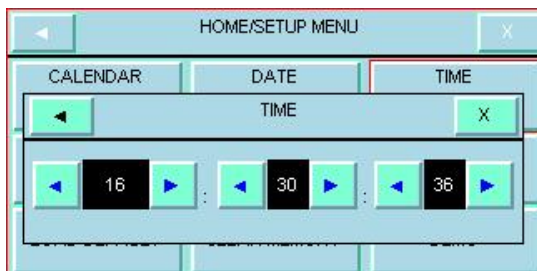 HOME/SETUP MENU
X
CALENDAR
DATE
TIME
TIME
X
16 : 30 : 36